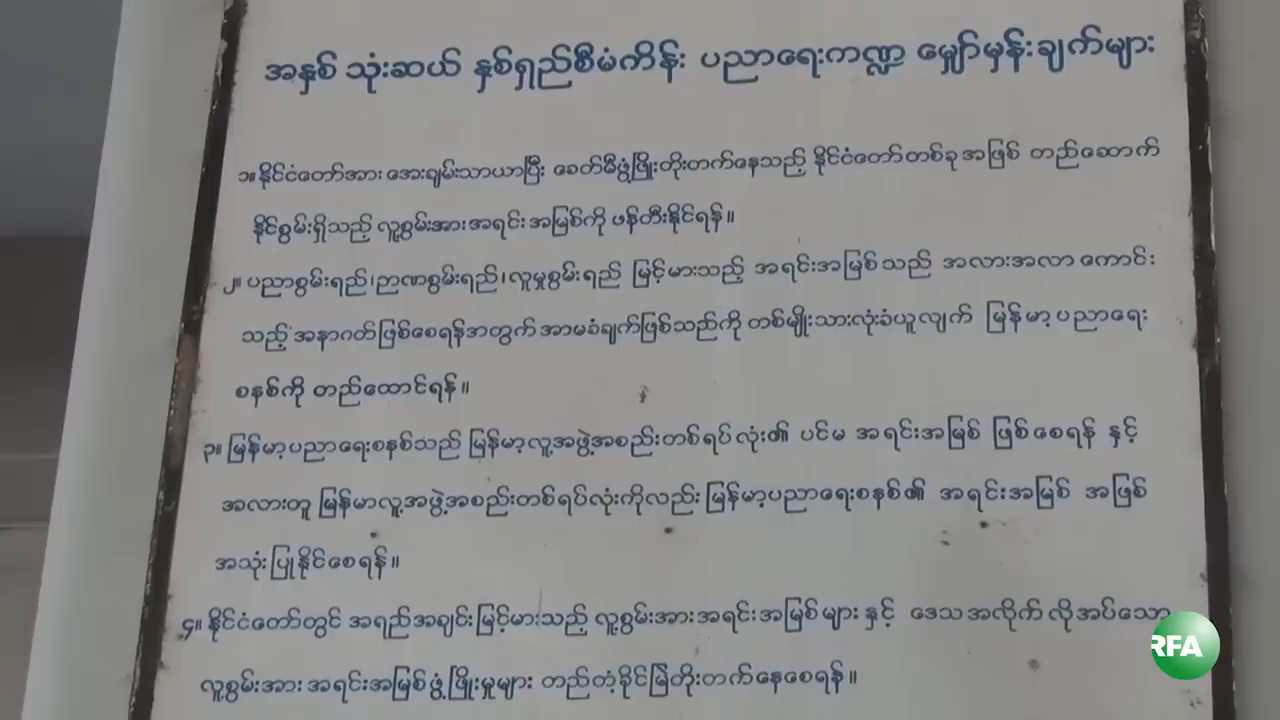 အနှစ် သုံးဆယ် နှစ်ရှည်စီမံကိန်း ပညာရေးကဏ္ဍ မျှော်မှန်းချက်များ
၁။ နိုင်ငံတော်အား အေးချမ်းသာယာပြီး ခေတ်မီဖွံ့ဖြိုးတိုးတက်နေသည့် နိုင်ငံတော်တစ်ခုအဖြစ် တည်ဆောက်
နိုင်စွမ်းရှိသည့် လူ့စွမ်းအားအရင်းအမြစ်ကို ဖန်တီးနိုင်ရန်။
၂။ ပညာစွမ်းရည်၊ဉာဏစွမ်းရည်၊လူမှုစွမ်းရည် မြင့်မားသည့် အရင်းအမြစ်သည် အလားအလာကောင်း
သည့်အနာဂတ်ဖြစ်စေရန်အတွက်အာမခံချက်ဖြစ်သည်ကို တစ်မျိုးသားလုံးခံယူလျက် မြန်မာ့ပညာရေး
စနစ်ကို တည်ထောင်ရန်။
၃။ မြန်မာ့ပညာရေးစနစ်သည် မြန်မာ့လူ့အဖွဲ့အစည်းတစ်ရပ်လုံး၏ ပင်မ အရင်းအမြစ် ဖြစ်စေရန် နှင့်
အလားတူ မြန်မာလူ့အဖွဲ့အစည်းတစ်ရပ်လုံးကိုလည်း မြန်မာ့ပညာရေးစနစ်၏ အရင်းအမြစ် အဖြစ်
အသုံးပြုနိုင်စေရန်။
၄။ နိုင်ငံတော်တွင် အရည်အချင်းမြင့်မားသည့် လူ့စွမ်းအားအရင်းအမြစ်များနှင့် ဒေသအလိုက်လိုအပ်သော
လူ့စွမ်းအားအရင်းအမြစ်ဖွံ့ဖြိုးမှုများ တည်တံ့ခိုင်မြဲတိုးတက်နေစေရန်။
RFA